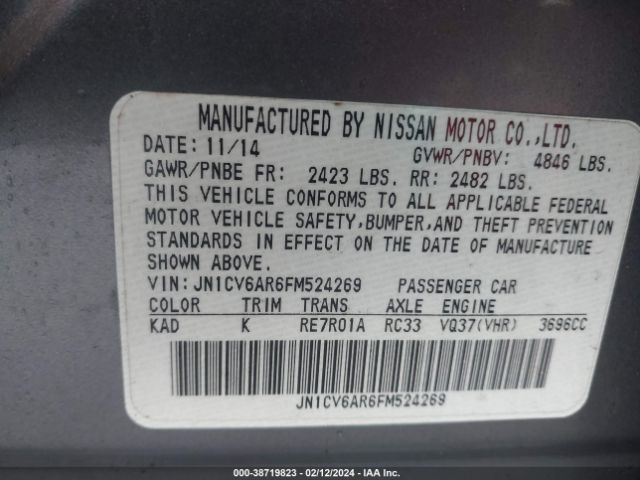 MANUFACTURED BY NISSAN MOTOR CO.,LTD.
DATE: 11/14 GVWR/PNBV: 4846 LBS.
GAWR/PNBE FR: 2423 LBS. RR: 2482 LBS.
THIS VEHICLE CONFORMS TO ALL APPLICABLE FEDERAL
MOTOR VEHICLE SAFETY,BUMPER,AND THEFT PREVENTION
STANDARDS IN EFFECT ON THE DATE OF MANUFACTURE
SHOWN ABOVE.
VIN: JN1CV6AR6FM524269 PASSENGER CAR
COLOR TRIM TRANS AXLE ENGINE
KAD K RE7R01A RC33 VQ37(VHR) 3696CC
JN1CV6AR6FM524269
000-38719823 - 02/12/2024 - IAA Inc.